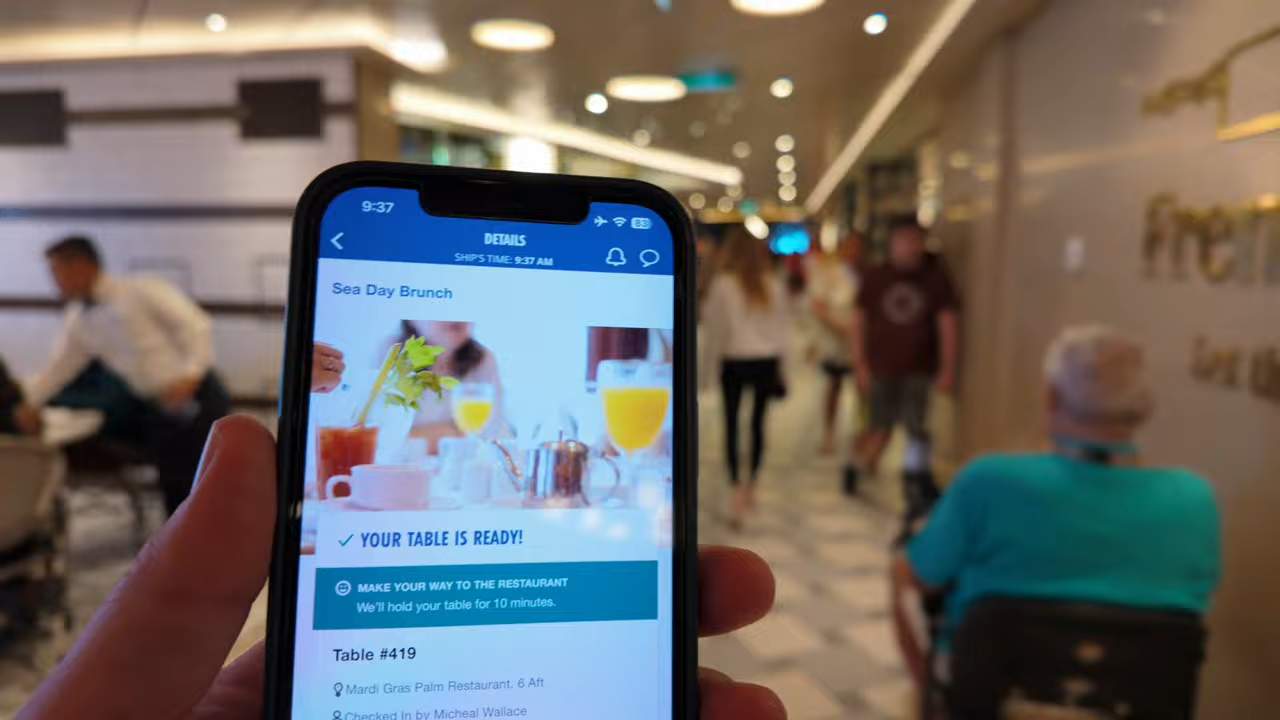 9:37
83
DETAILS
SHIP'S TIME: 9:37 AM
Sea Day Brunch
YOUR TABLE IS READY!
MAKE YOUR WAY TO THE RESTAURANT
We'll hold your table for 10 minutes.
Table #419
Mardi Gras Palm Restaurant. 6 Aft
Checked In by Micheal Wallace